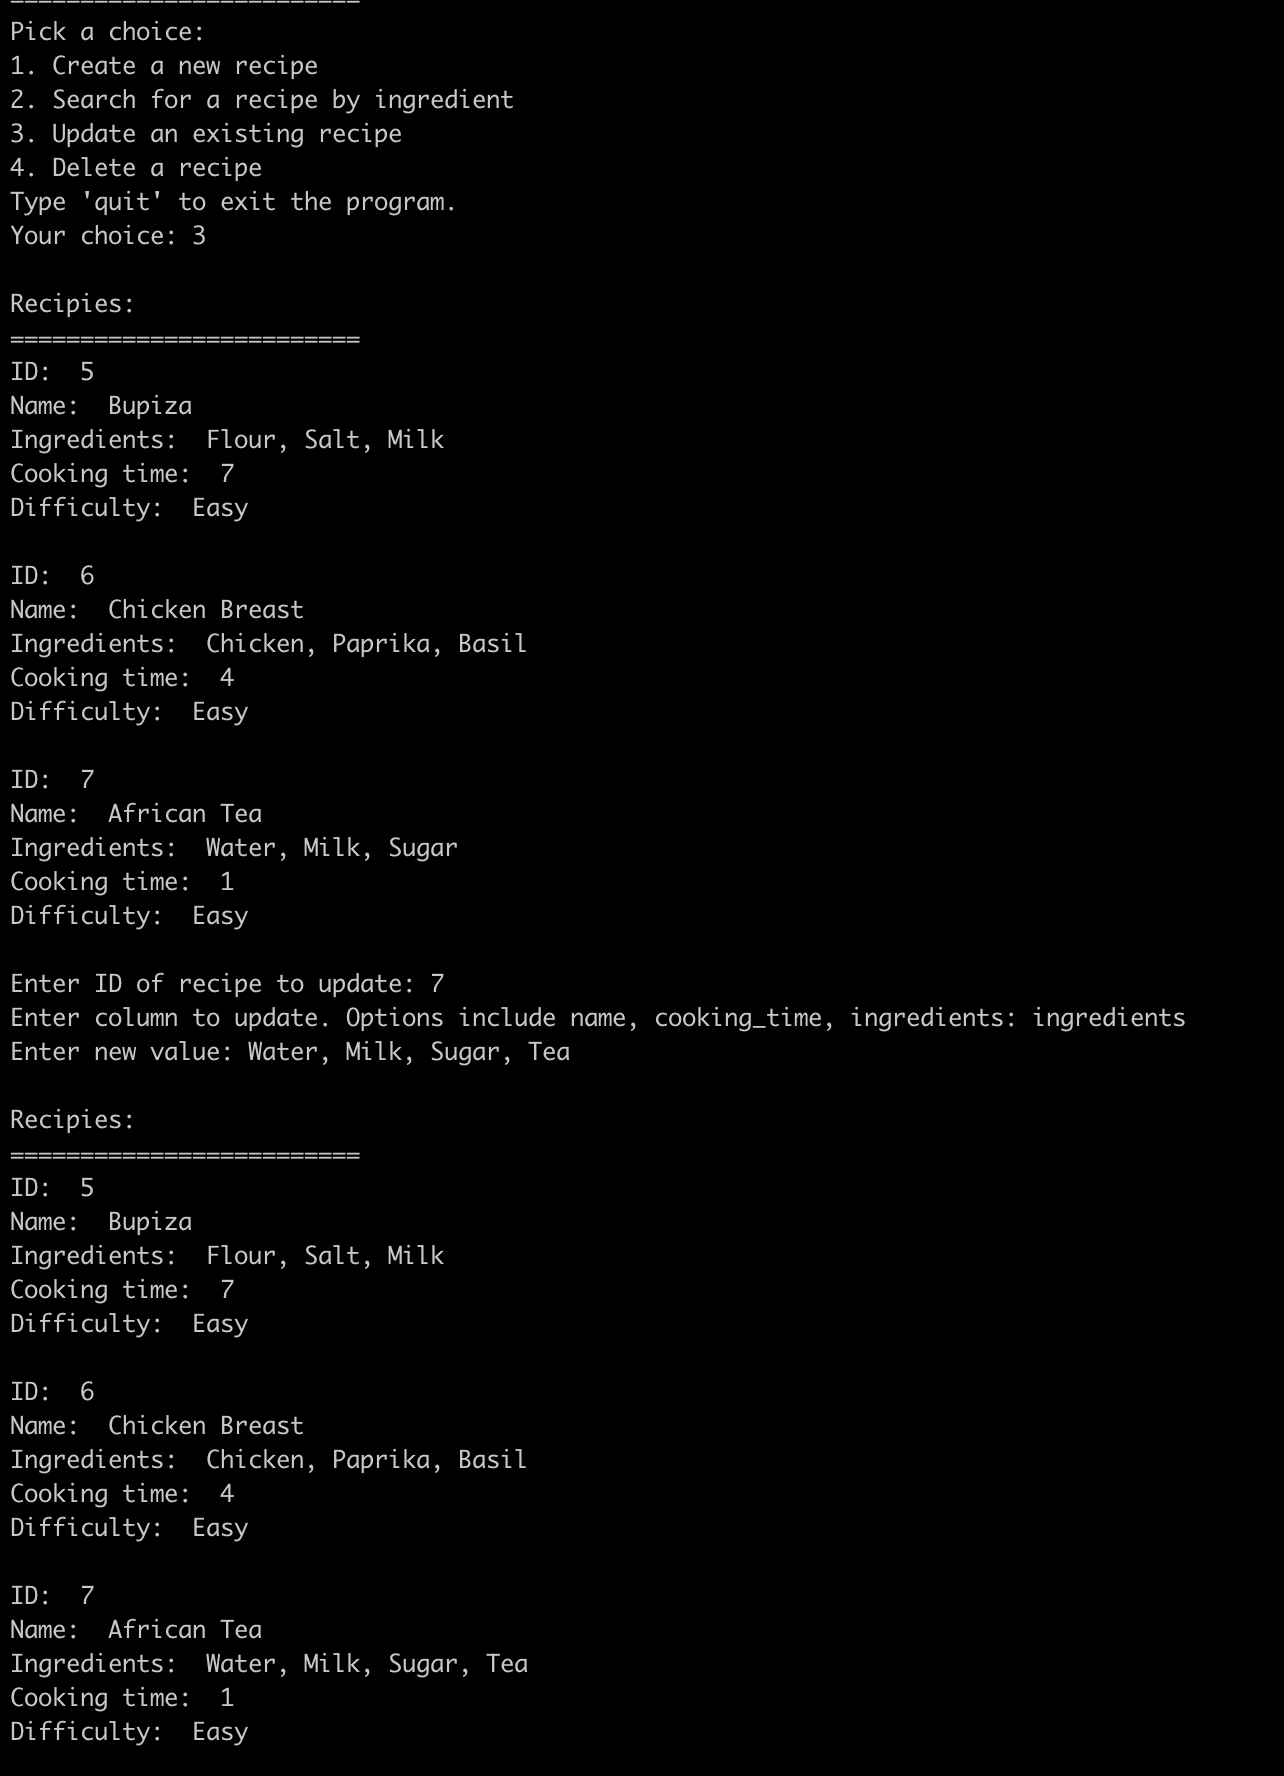 =========================
Pick a choice:
1. Create a new recipe
2. Search for a recipe by ingredient
3. Update an existing recipe
4. Delete a recipe
Type 'quit' to exit the program.
Your choice: 3
Recipies:
=========================
ID:  5
Name:  Bupiza
Ingredients:  Flour, Salt, Milk
Cooking time:  7
Difficulty:  Easy
ID:  6
Name:  Chicken Breast
Ingredients:  Chicken, Paprika, Basil
Cooking time:  4
Difficulty:  Easy
ID:  7
Name:  African Tea
Ingredients:  Water, Milk, Sugar
Cooking time:  1
Difficulty:  Easy
Enter ID of recipe to update: 7
Enter column to update. Options include name, cooking_time, ingredients: ingredients
Enter new value: Water, Milk, Sugar, Tea
Recipies:
=========================
ID:  5
Name:  Bupiza
Ingredients:  Flour, Salt, Milk
Cooking time:  7
Difficulty:  Easy
ID:  6
Name:  Chicken Breast
Ingredients:  Chicken, Paprika, Basil
Cooking time:  4
Difficulty:  Easy
ID:  7
Name:  African Tea
Ingredients:  Water, Milk, Sugar, Tea
Cooking time:  1
Difficulty:  Easy